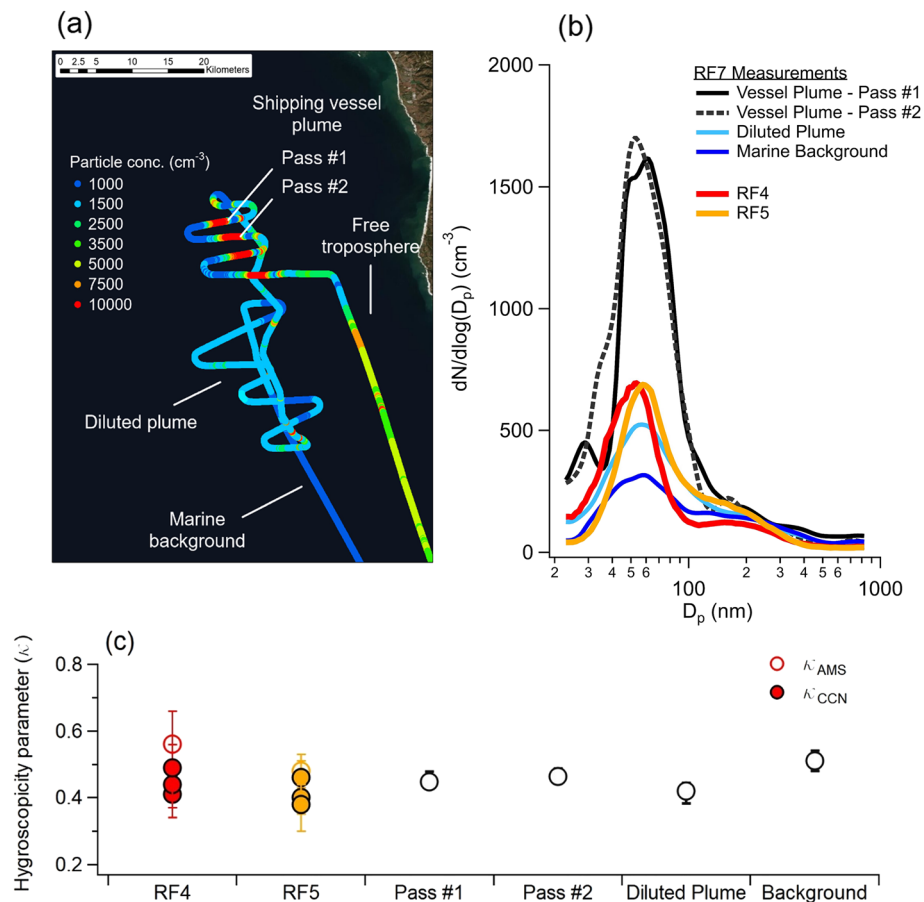 (a)
0 2.5 5 10 15 20
Kilometers
Shipping vessel
plume
Pass #1
Pass #2
Particle conc. (cm-3)
1000
1500
2500
3500
5000
7500
10000
Free
troposphere
Diluted plume
Marine
background
(b)
dN/dlog(Dp) (cm-3)
2000
1500
1000
500
0
RF7 Measurements
Vessel Plume - Pass #1
Vessel Plume - Pass #2
Diluted Plume
Marine Background
RF4
RF5
2 3 4 5 6 100 2 3 4 5 6 1000
Dp (nm)
(c)
Hygroscopicity parameter (κ)
0.8
0.6
0.4
0.2
κAMS
κCCN
RF4 RF5 Pass #1 Pass #2 Diluted Plume Background